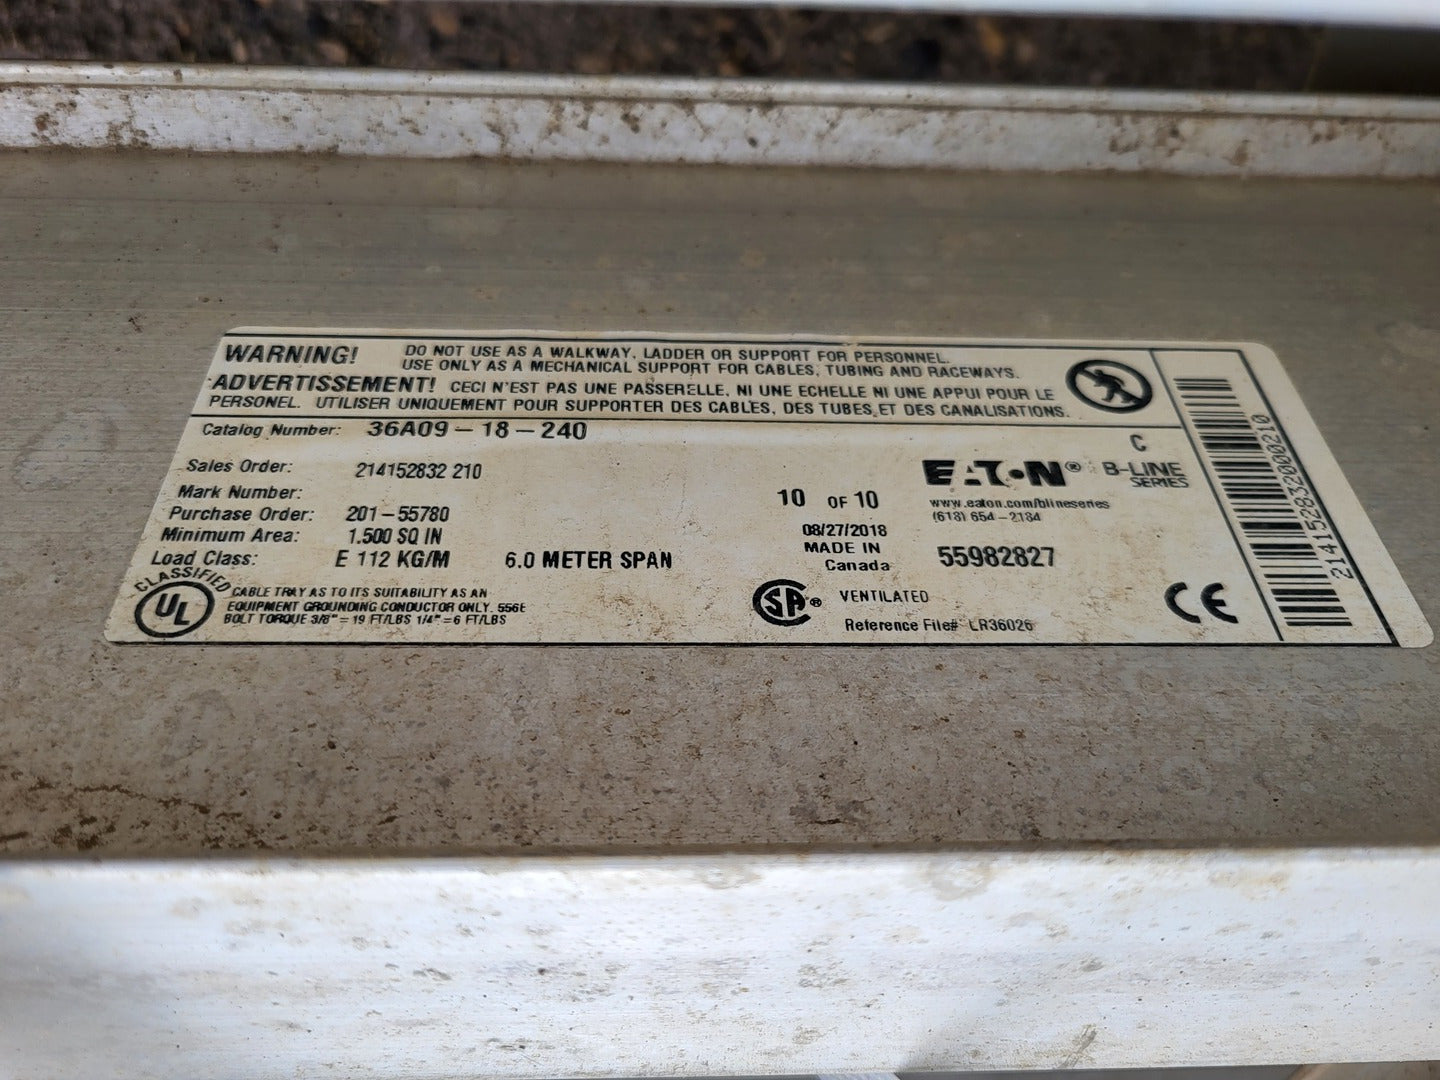 WARNING! DO NOT USE AS A WALKWAY, LADDER OR SUPPORT FOR PERSONNEL.
USE ONLY AS A MECHANICAL SUPPORT FOR CABLES, TUBING AND RACEWAYS.
ADVERTISSEMENT! CECI N'EST PAS UNE PASSERELLE, NI UNE ECHELLE NI UNE APPUI POUR LE
PERSONEL. UTILISER UNIQUEMENT POUR SUPPORTER DES CABLES, DES TUBES ET DES CANALISATIONS.
Catalog Number: 36A09-18-240
Sales Order: 214152832 210
Mark Number:
Purchase Order: 201-55780
Minimum Area: 1.500 SQ IN
Load Class: E 112 KG/M 6.0 METER SPAN
CLASSIFIED
UL
CABLE TRAY AS TO ITS SUITABILITY AS AN
EQUIPMENT GROUNDING CONDUCTOR ONLY. 556E
BOLT TORQUE 3/8" = 19 FT/LBS 1/4" = 6 FT/LBS
10 OF 10
08/27/2018
MADE IN
Canada
C
EATON® B-LINE
SERIES
www.eaton.com/blineseries
(618) 654-2184
55982827
SA® VENTILATED
Reference File# LR36026
CE
214152832000210